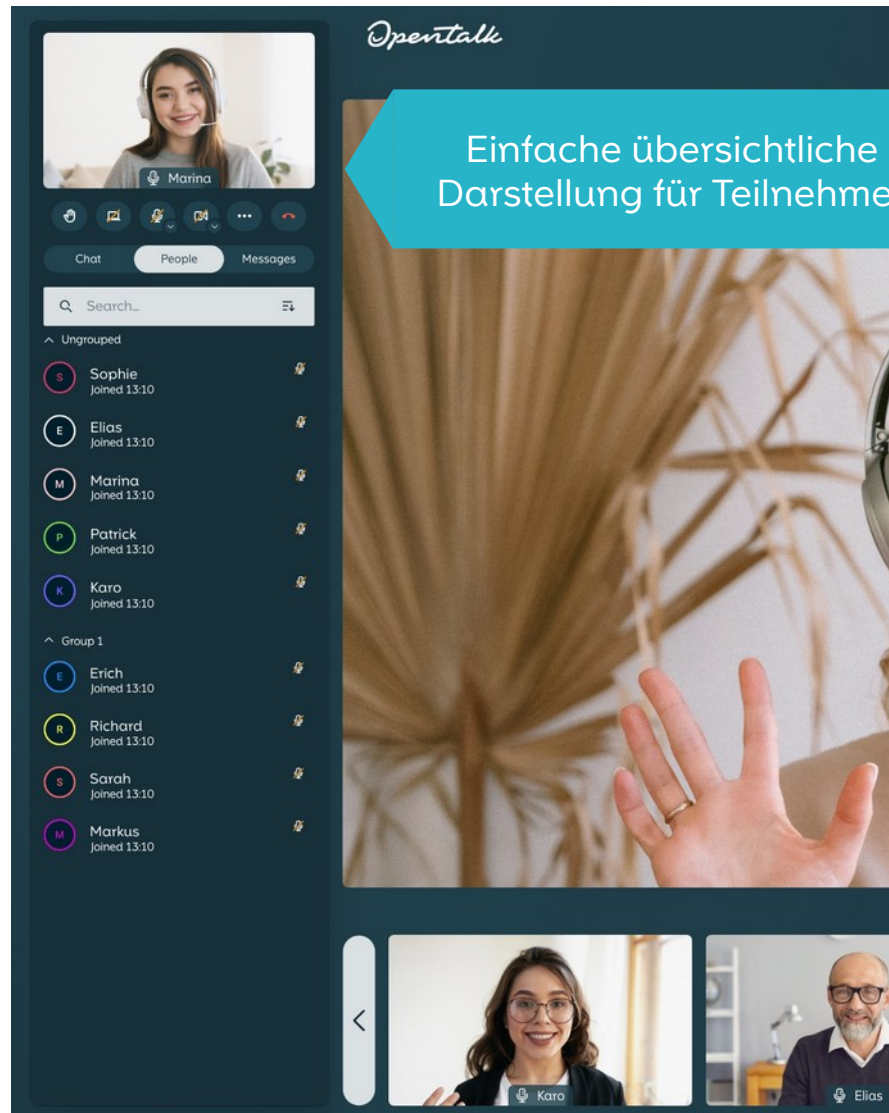 Opentalk
Einfache übersichtliche
Darstellung für Teilnehme
Marina
Chat People Messages
Search...
Ungrouped
S Sophie
Joined 13:10
E Elias
Joined 13:10
M Marina
Joined 13:10
P Patrick
Joined 13:10
K Karo
Joined 13:10
Group 1
E Erich
Joined 13:10
R Richard
Joined 13:10
S Sarah
Joined 13:10
M Markus
Joined 13:10
Karo
Elias